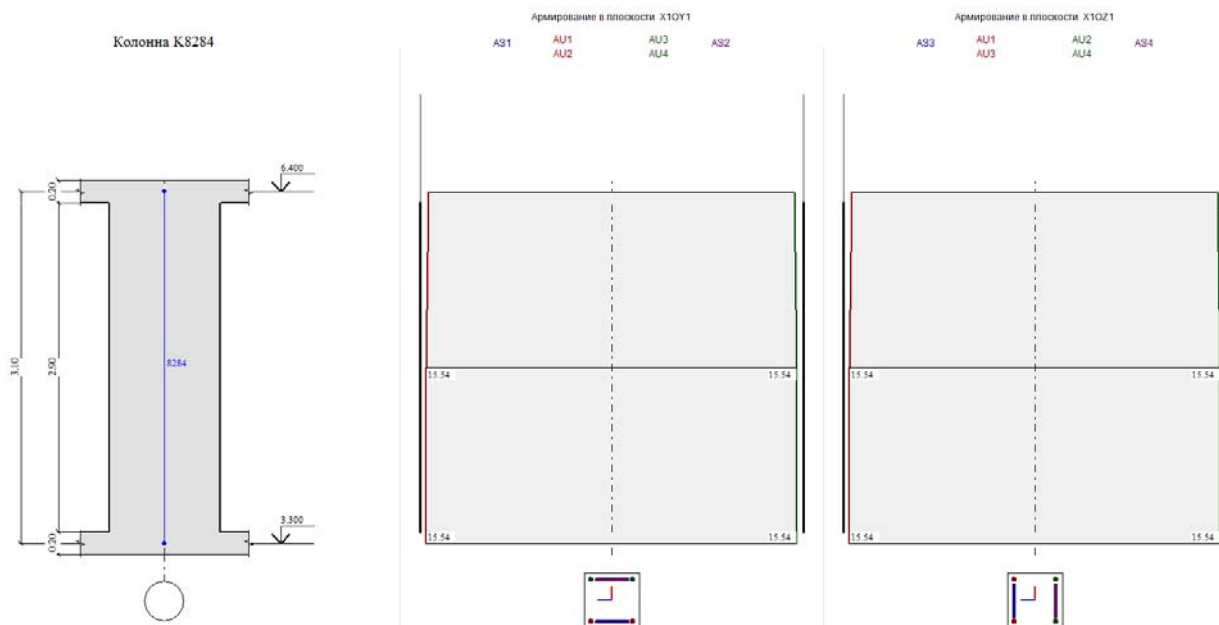 Армирование в плоскости X1OY1
Армирование в плоскости X1OZ1
Колонна К8284
AS1
AU1
AU2
AU3
AU4
AS2
AS3
AU1
AU3
AU2
AU4
AS4
6.400
0.20
3.10
2.90
8284
15.54
15.54
15.54
15.54
3.300
0.20
15.54
15.54
15.54
15.54